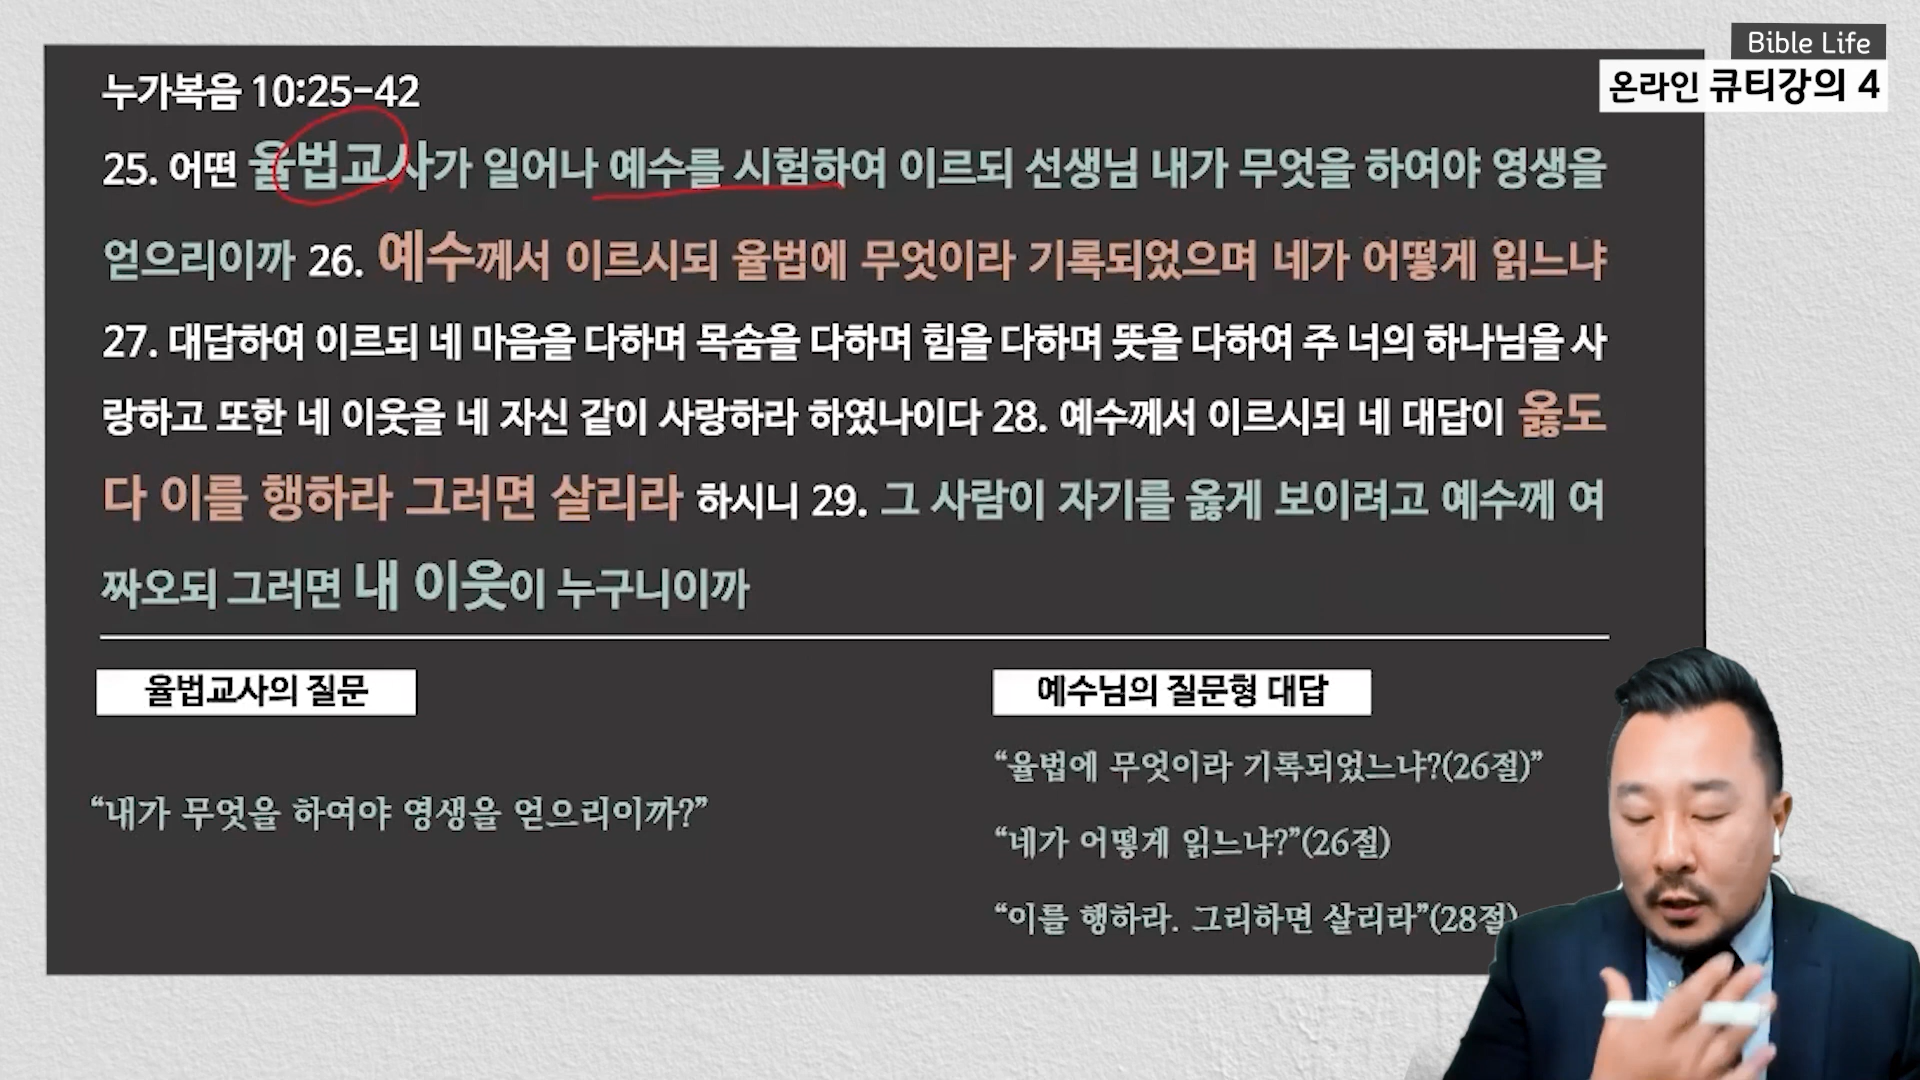 Bible Life
온라인 큐티강의 4
누가복음 10:25-42
25. 어떤 율법교사가 일어나 예수를 시험하여 이르되 선생님 내가 무엇을 하여야 영생을
얻으리이까 26. 예수께서 이르시되 율법에 무엇이라 기록되었으며 네가 어떻게 읽느냐
27. 대답하여 이르되 네 마음을 다하며 목숨을 다하며 힘을 다하며 뜻을 다하여 주 너의 하나님을 사
랑하고 또한 네 이웃을 네 자신 같이 사랑하라 하였나이다 28. 예수께서 이르시되 네 대답이 옳도
다 이를 행하라 그러면 살리라 하시니 29. 그 사람이 자기를 옳게 보이려고 예수께 여
짜오되 그러면 내 이웃이 누구니이까
율법교사의 질문
“내가 무엇을 하여야 영생을 얻으리이까?”
예수님의 질문형 대답
“율법에 무엇이라 기록되었느냐?(26절)”
“네가 어떻게 읽느냐?”(26절)
“이를 행하라. 그리하면 살리라”(28절)